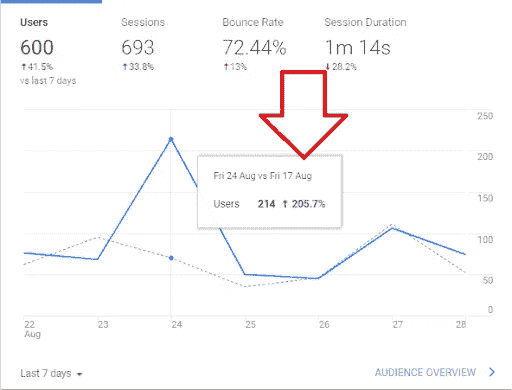 Users Sessions Bounce Rate Session Duration
600 693 72.44% 1m 14s
↑41.5% ↑33.8% ↑13% ↓28.2%
vs last 7 days
250
200
Fri 24 Aug vs Fri 17 Aug
150
Users 214 ↑ 205.7%
100
50
0
22 23 24 25 26 27 28
Aug
Last 7 days AUDIENCE OVERVIEW